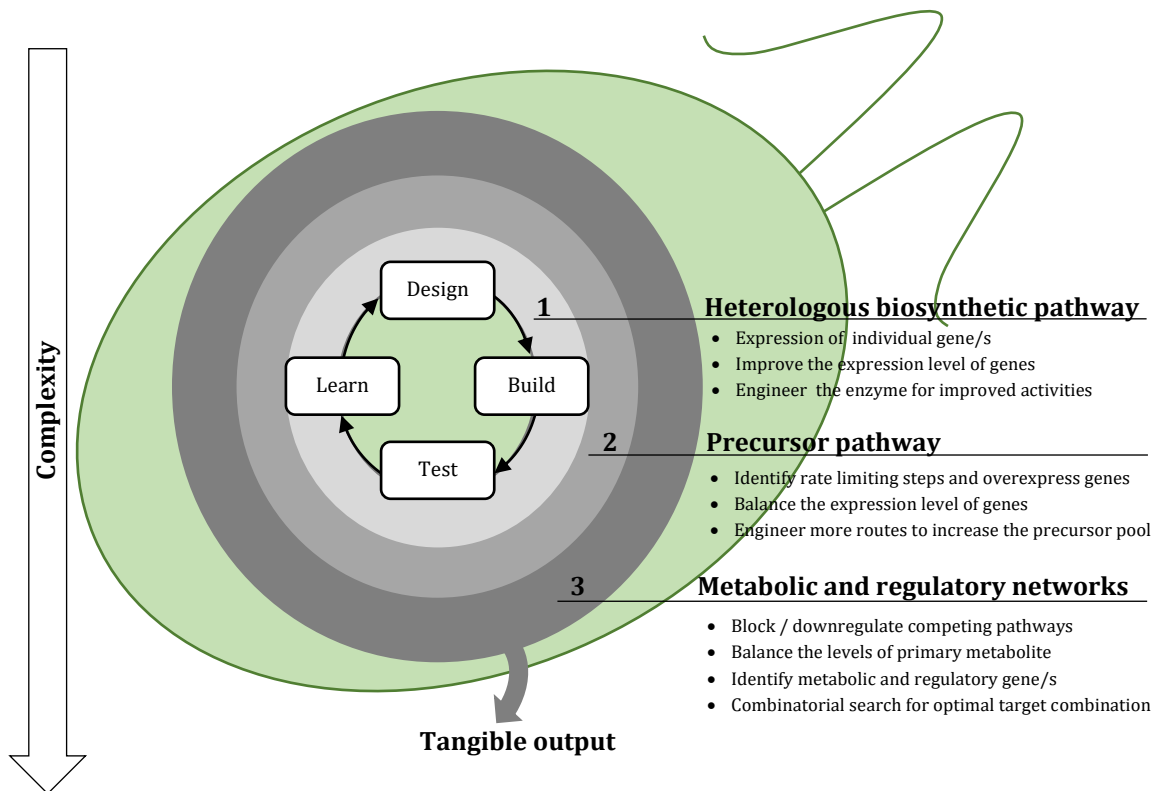 Complexity
Design
Build
Test
Learn
1 Heterologous biosynthetic pathway
• Expression of individual gene/s
• Improve the expression level of genes
• Engineer the enzyme for improved activities
2 Precursor pathway
• Identify rate limiting steps and overexpress genes
• Balance the expression level of genes
• Engineer more routes to increase the precursor pool
3 Metabolic and regulatory networks
• Block / downregulate competing pathways
• Balance the levels of primary metabolite
• Identify metabolic and regulatory gene/s
• Combinatorial search for optimal target combination
Tangible output